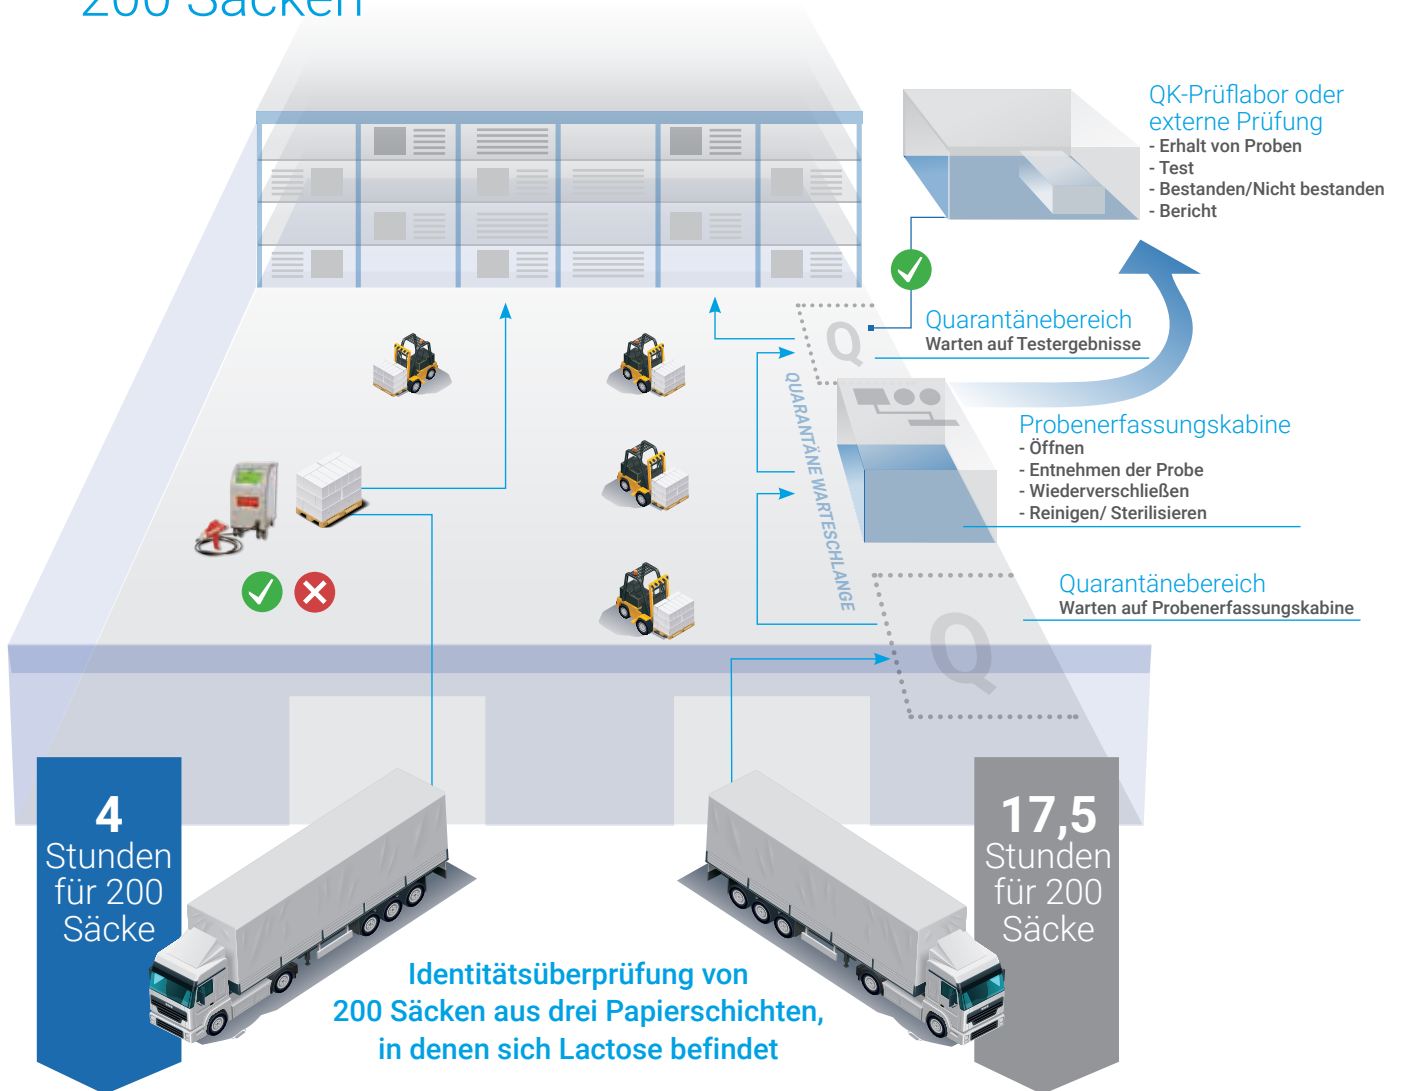 200 Säcken
QK-Prüflabor oder
externe Prüfung
- Erhalt von Proben
- Test
- Bestanden/Nicht bestanden
- Bericht
Q
Quarantänebereich
Warten auf Testergebnisse
QUARANTÄNE WARTESCHLANGE
Probenerfassungskabine
- Öffnen
- Entnehmen der Probe
- Wiederverschließen
- Reinigen/ Sterilisieren
Quarantänebereich
Warten auf Probenerfassungskabine
Q
4
Stunden
für 200
Säcke
17,5
Stunden
für 200
Säcke
Identitätsüberprüfung von
200 Säcken aus drei Papierschichten,
in denen sich Lactose befindet